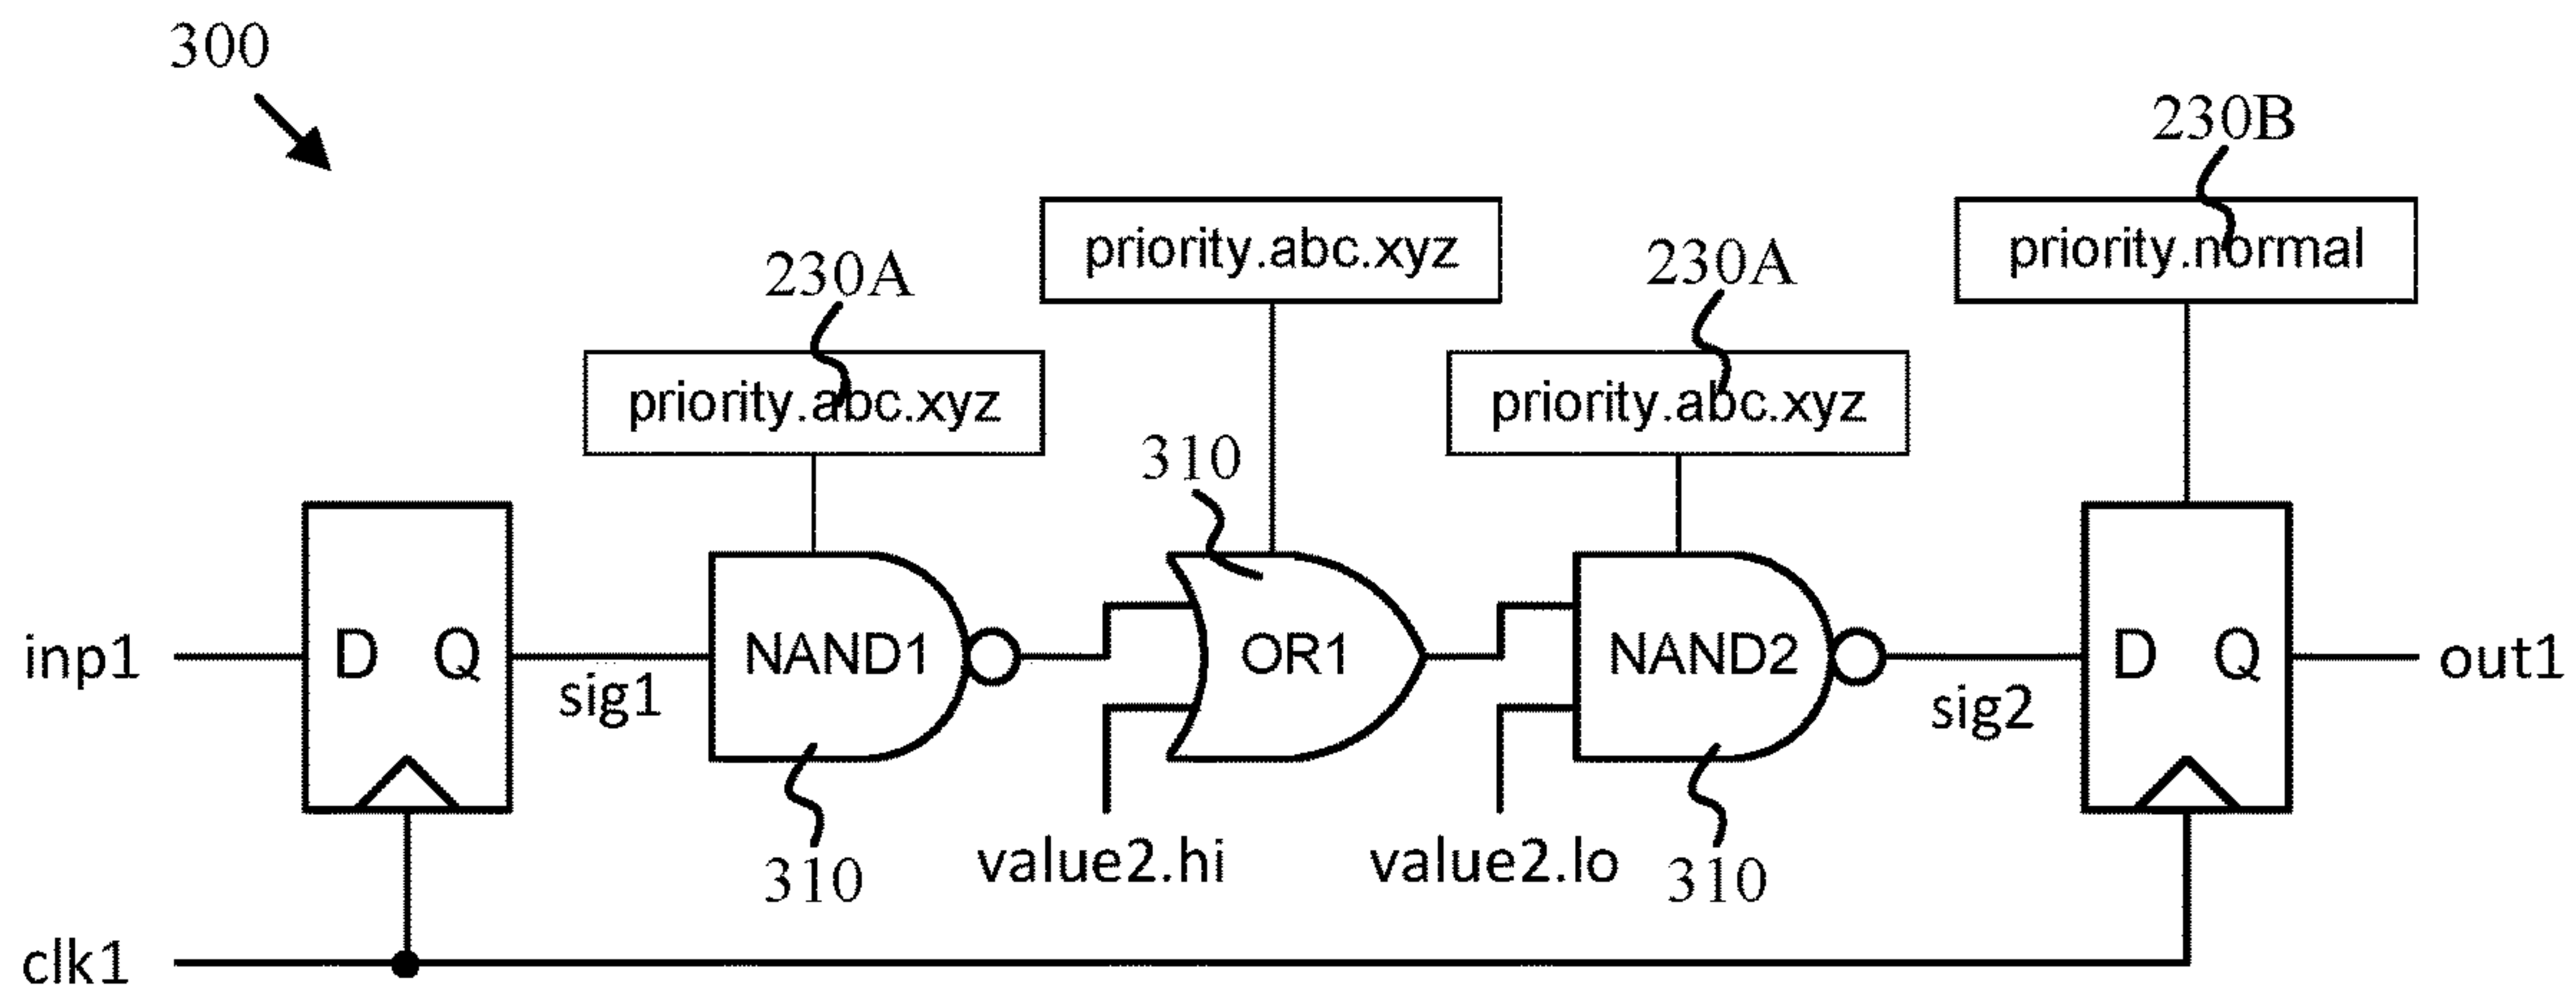 300
230B
priority.abc.xyz
priority.normal
230A
230A
priority.abc.xyz
priority.abc.xyz
310
inp1
D Q
sig1
NAND1
OR1
NAND2
sig2
D Q
out1
310
value2.hi
value2.lo
310
clk1